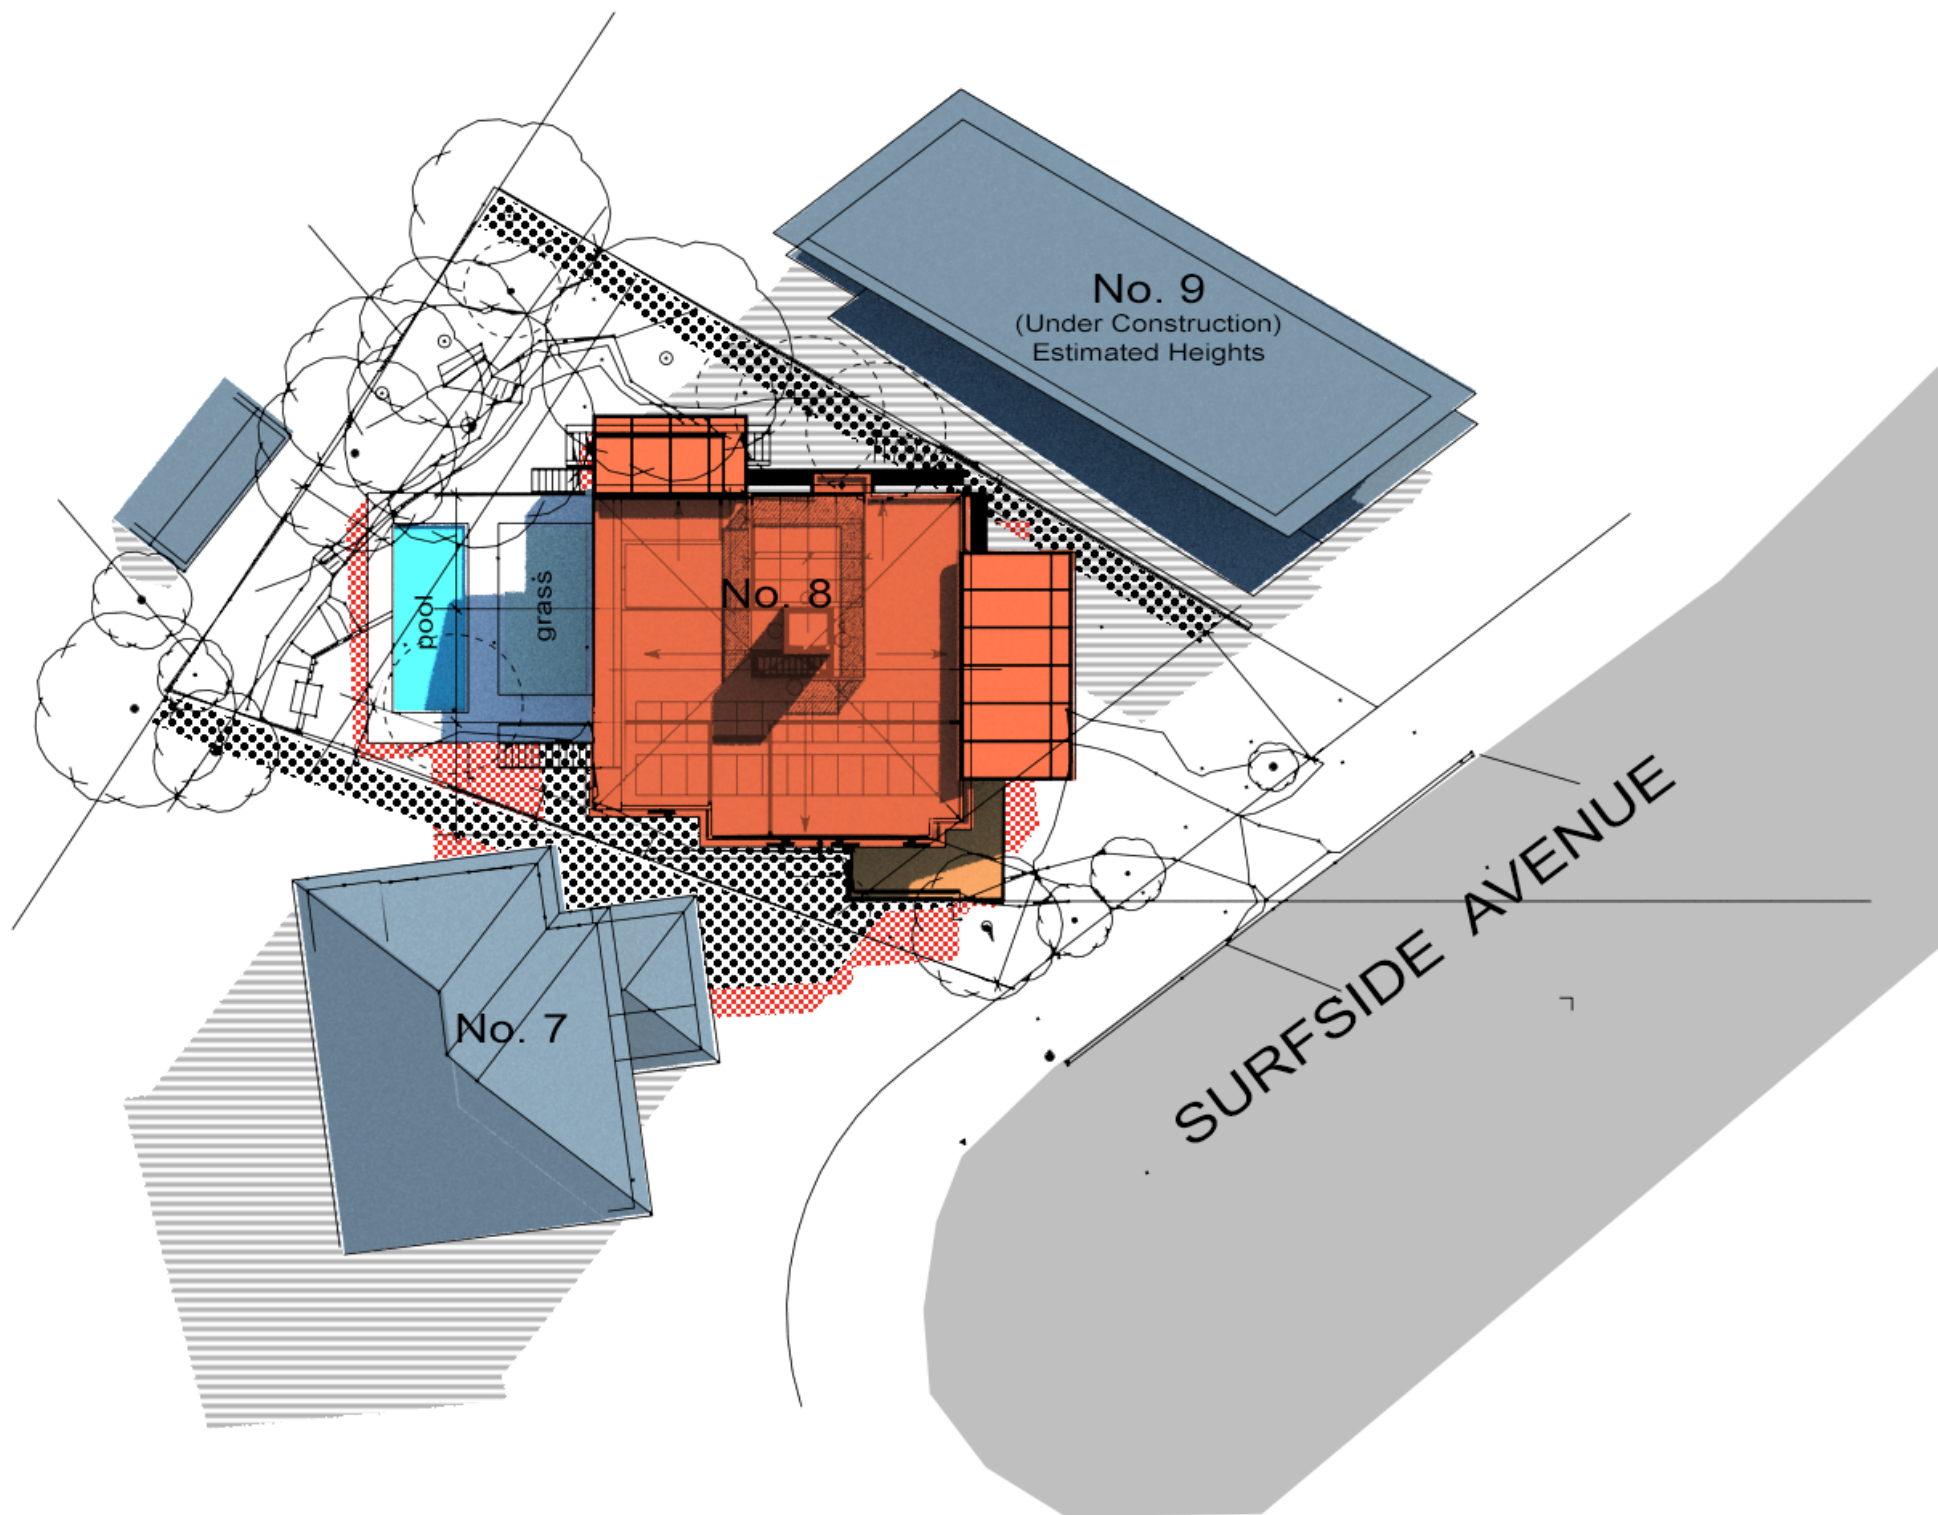 No. 9
(Under Construction)
Estimated Heights
No. 8
pool
grass
No. 7
SURFSIDE AVENUE